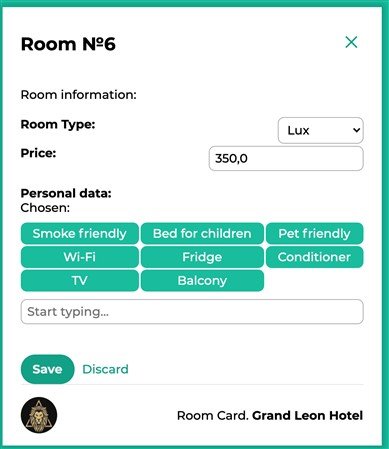 Room №6
Room information:
Room Type: Lux
Price: 350,0
Personal data:
Chosen:
Smoke friendly Bed for children Pet friendly
Wi-Fi Fridge Conditioner
TV Balcony
Start typing...
Save Discard
Room Card. Grand Leon Hotel